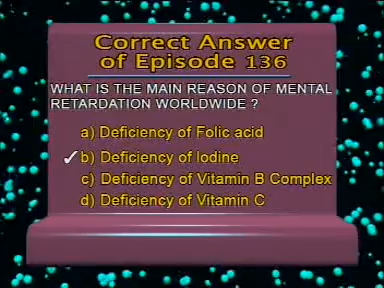 Correct Answer
of Episode 136
WHAT IS THE MAIN REASON OF MENTAL
RETARDATION WORLDWIDE ?
a) Deficiency of Folic acid
✓b) Deficiency of Iodine
c) Deficiency of Vitamin B Complex
d) Deficiency of Vitamin C